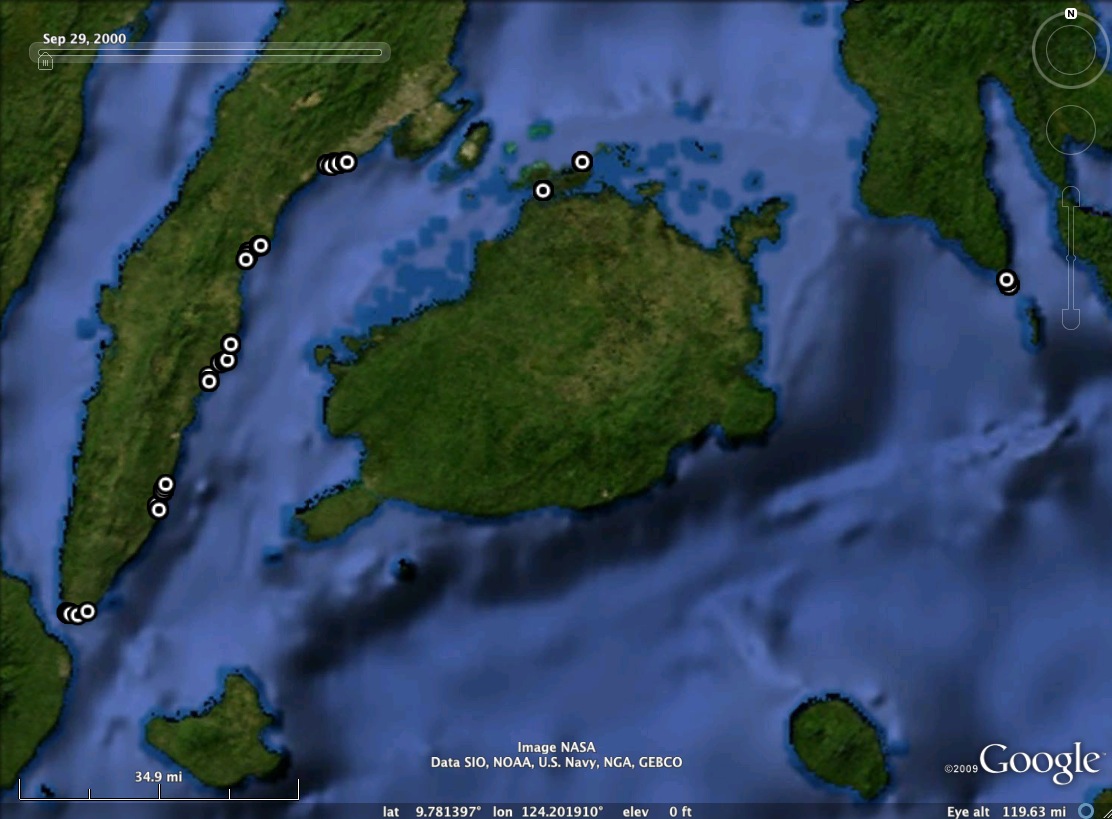 N
Sep 29, 2000
Image NASA
Data SIO, NOAA, U.S. Navy, NGA, GEBCO
©2009 Google
34.9 mi
lat 9.781397° lon 124.201910° elev 0 ft Eye alt 119.63 mi